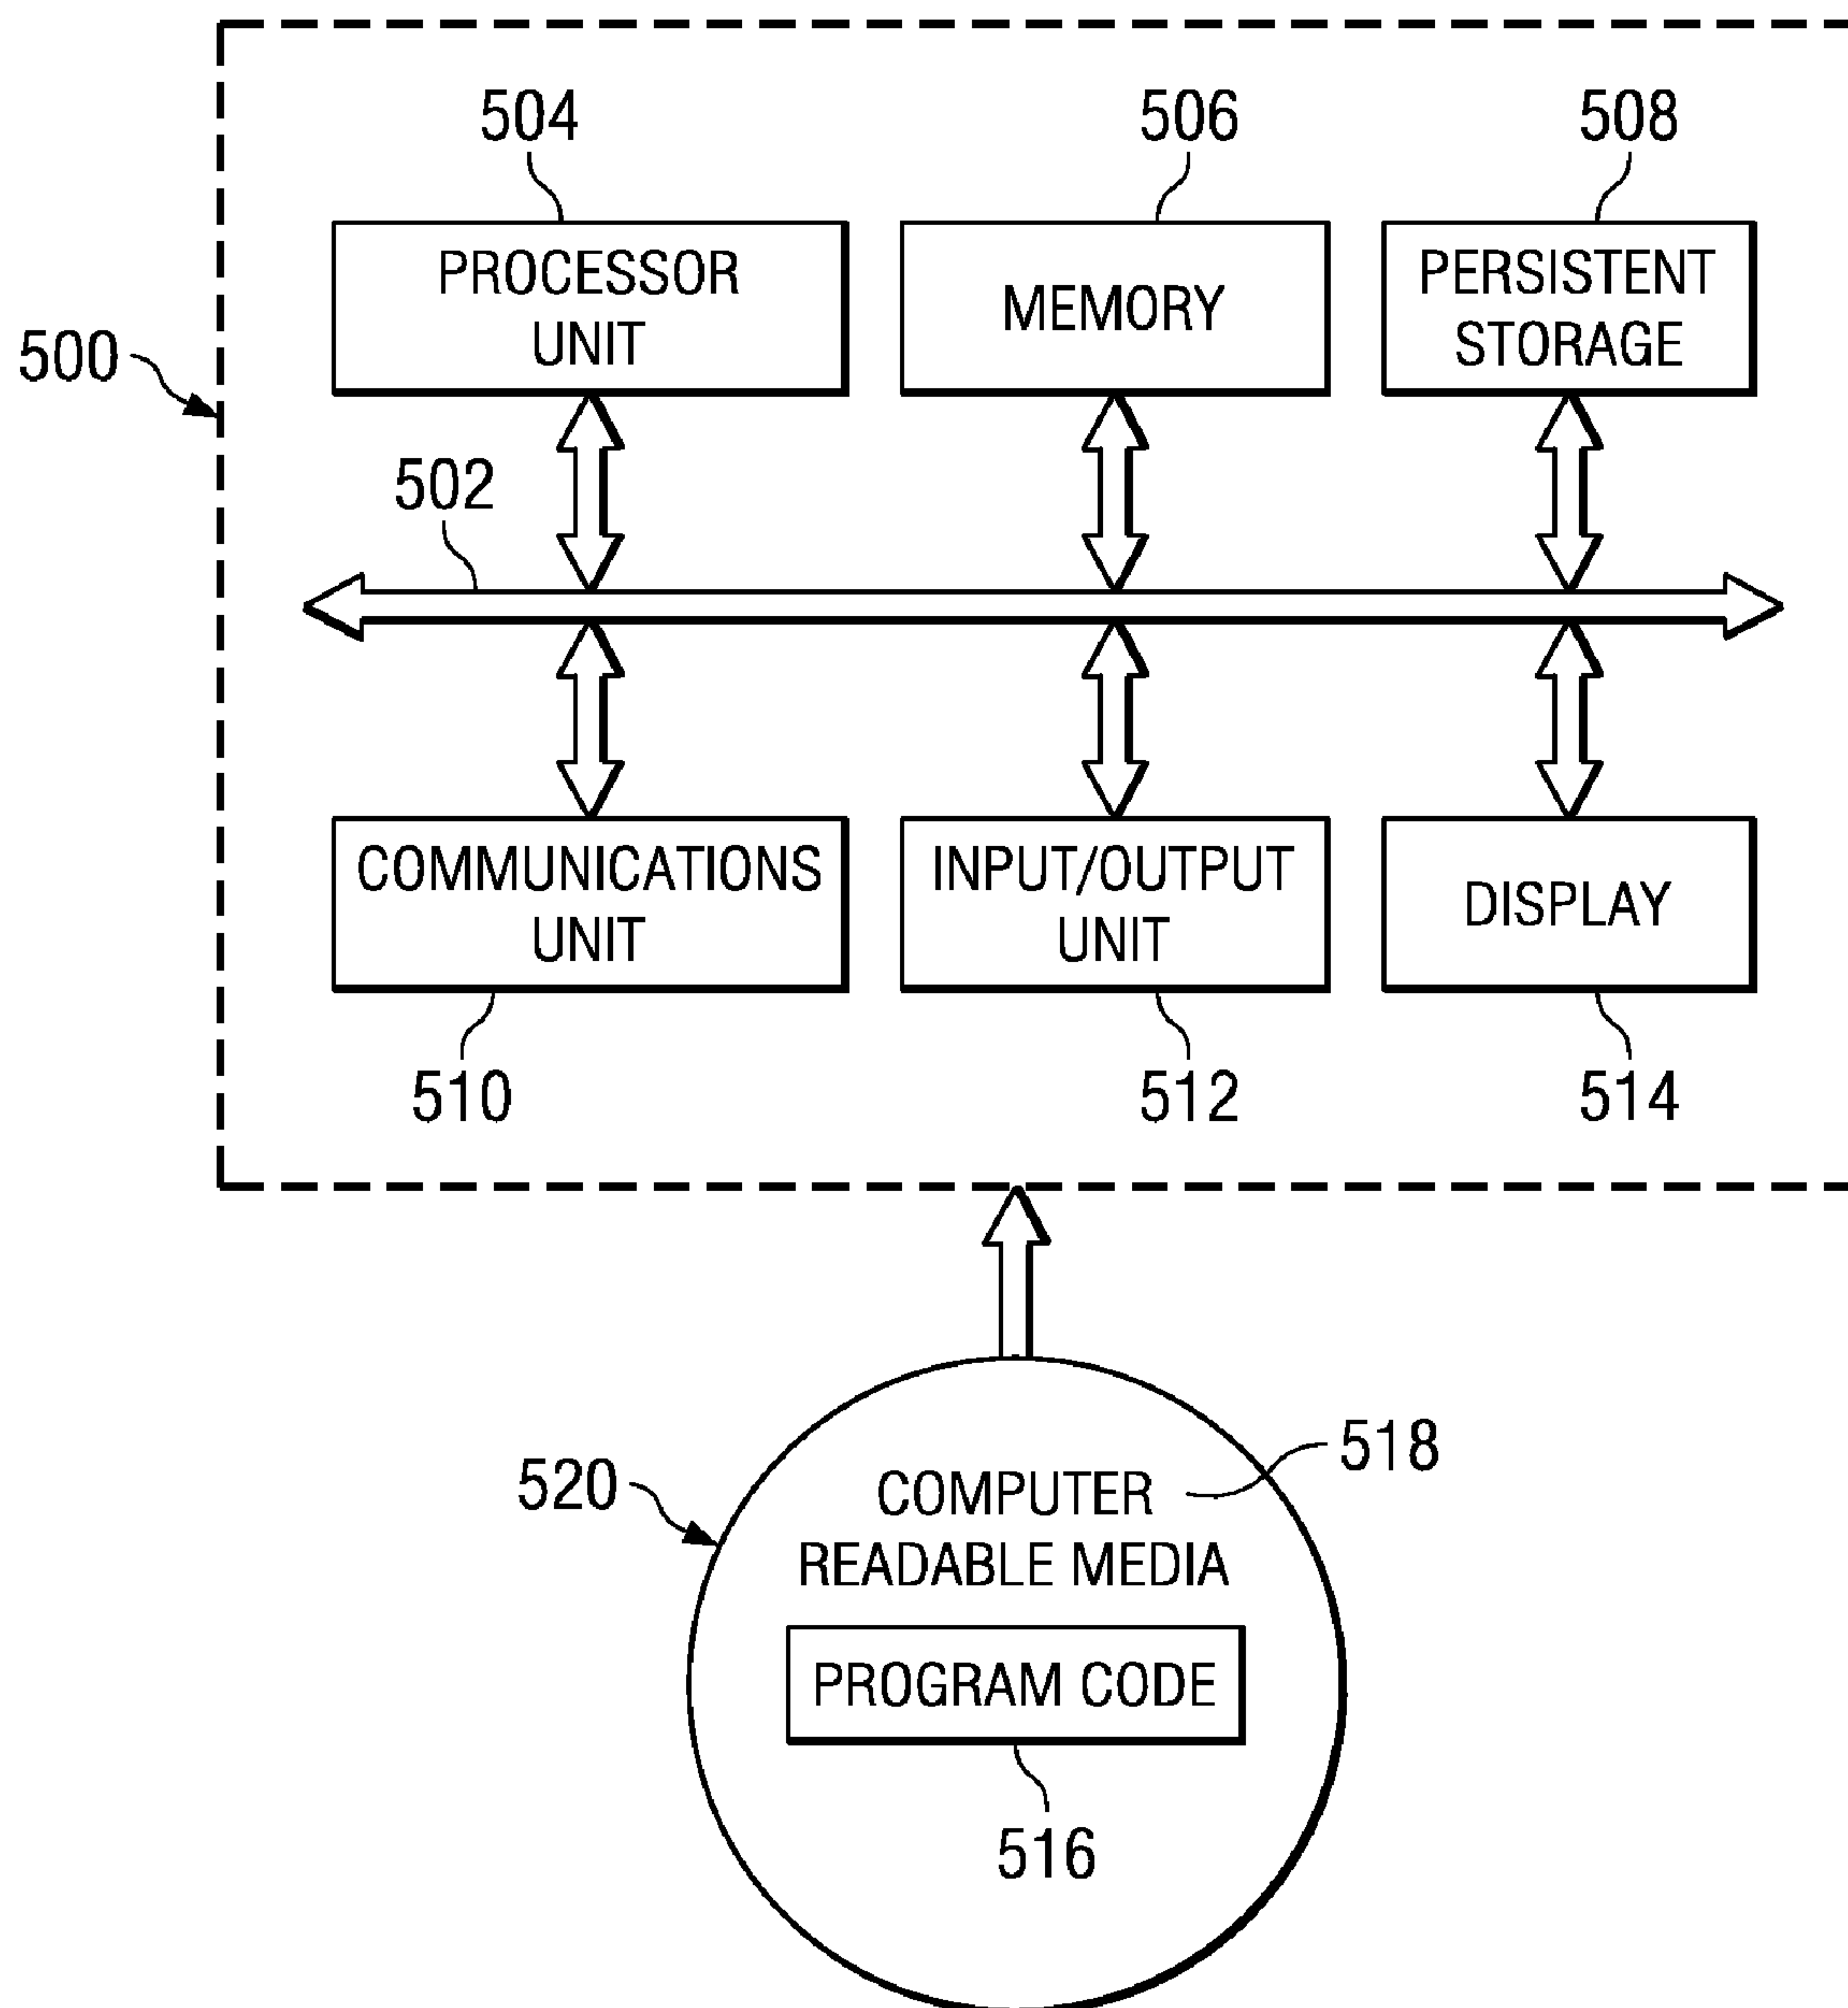 504
506
508
PROCESSOR
UNIT
MEMORY
PERSISTENT
STORAGE
500
502
COMMUNICATIONS
UNIT
INPUT/OUTPUT
UNIT
DISPLAY
510
512
514
518
520
COMPUTER
READABLE MEDIA
PROGRAM CODE
516